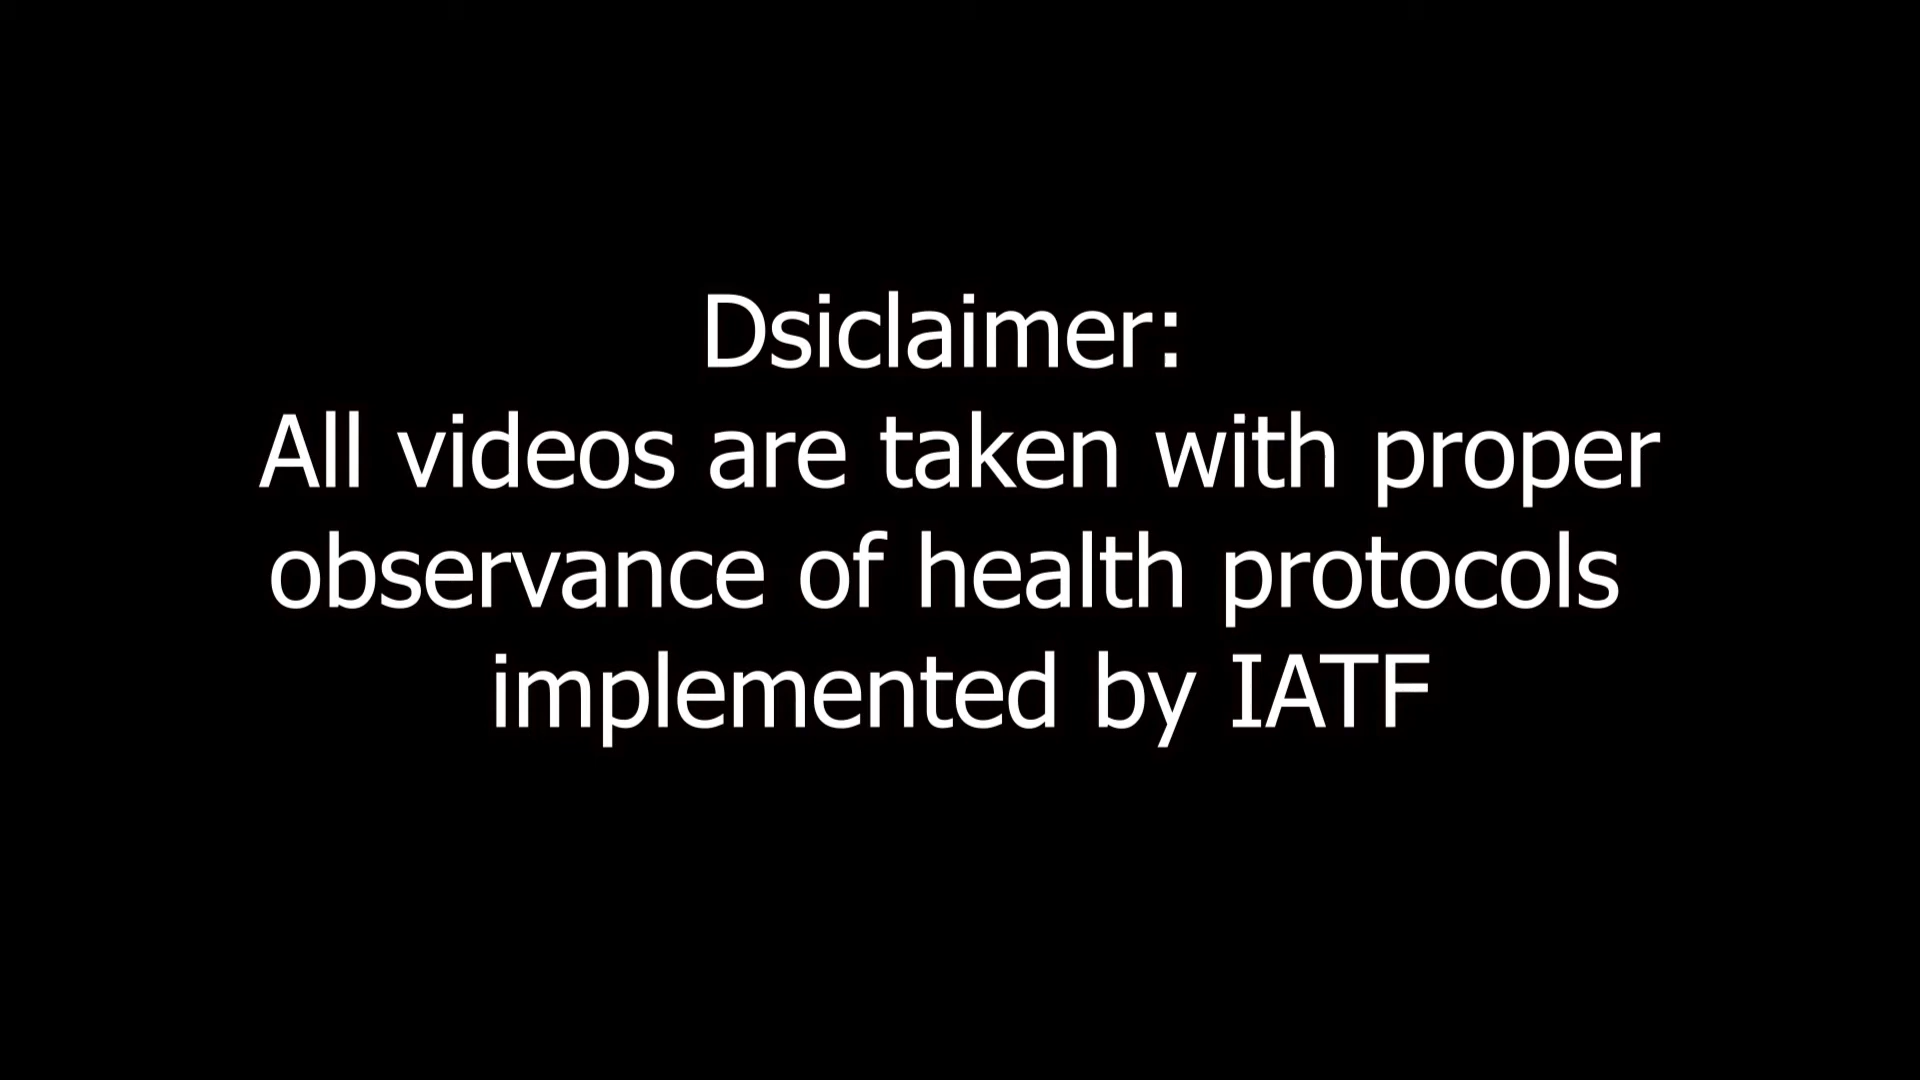 Dsiclaimer:
All videos are taken with proper
observance of health protocols
implemented by IATF